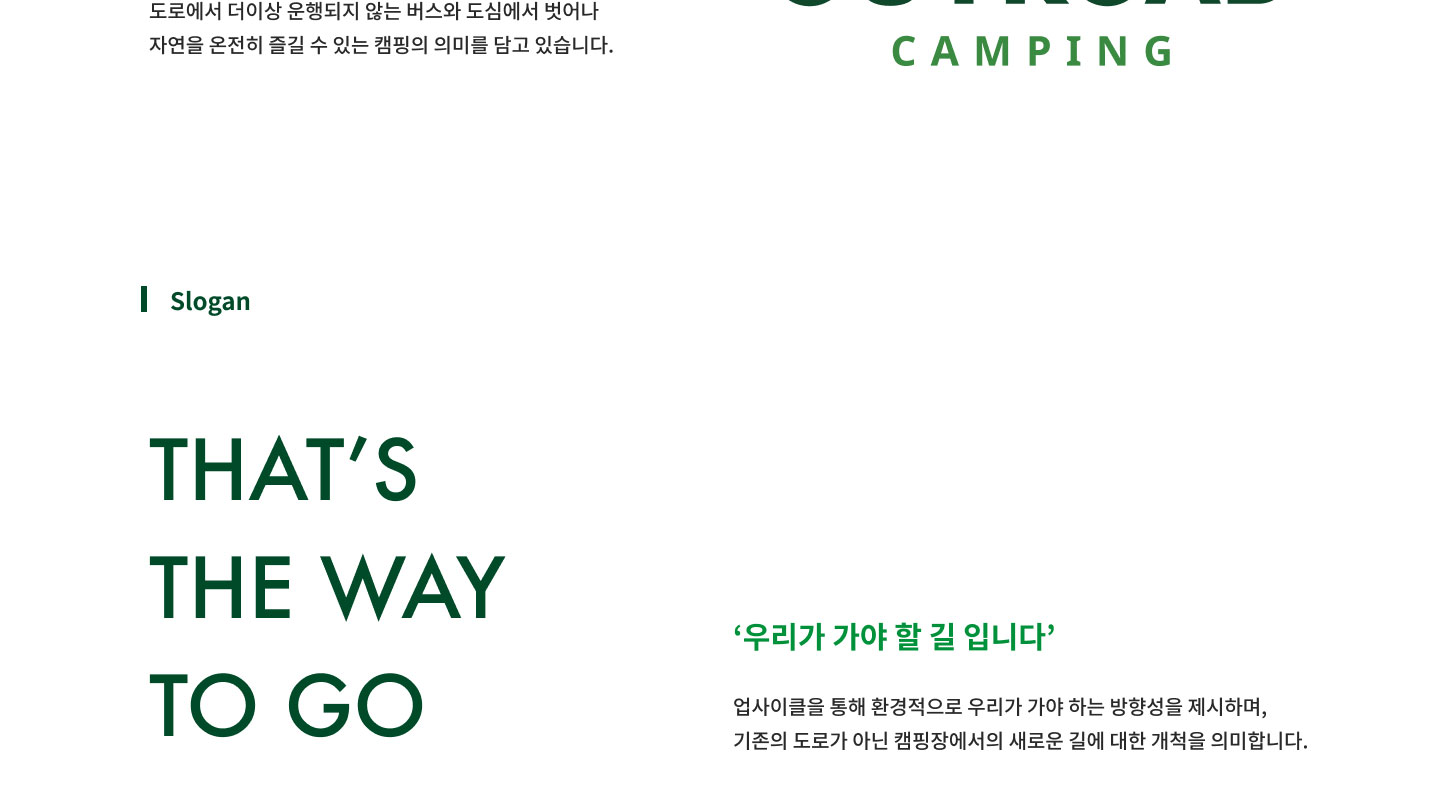 도로에서 더이상 운행되지 않는 버스와 도심에서 벗어나
자연을 온전히 즐길 수 있는 캠핑의 의미를 담고 있습니다.
CAMPING
Slogan
THAT’S
THE WAY
TO GO
‘우리가 가야 할 길 입니다’
업사이클을 통해 환경적으로 우리가 가야 하는 방향성을 제시하며,
기존의 도로가 아닌 캠핑장에서의 새로운 길에 대한 개척을 의미합니다.